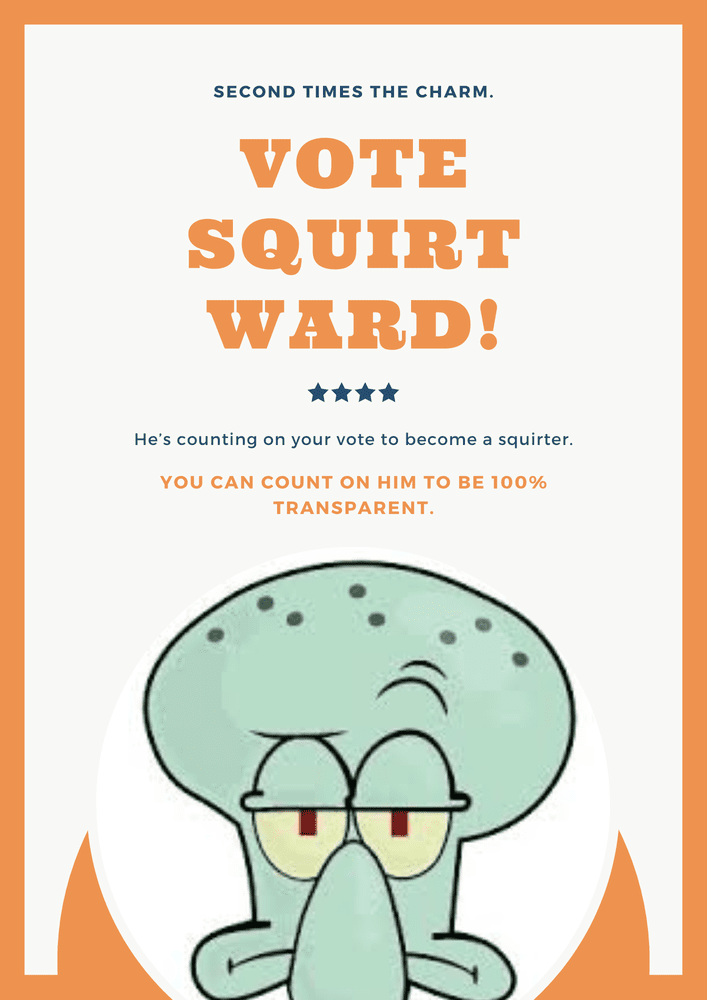 SECOND TIMES THE CHARM.
VOTE
SQUIRT
WARD!
He's counting on your vote to become a squirter.
YOU CAN COUNT ON HIM TO BE 100%
TRANSPARENT.